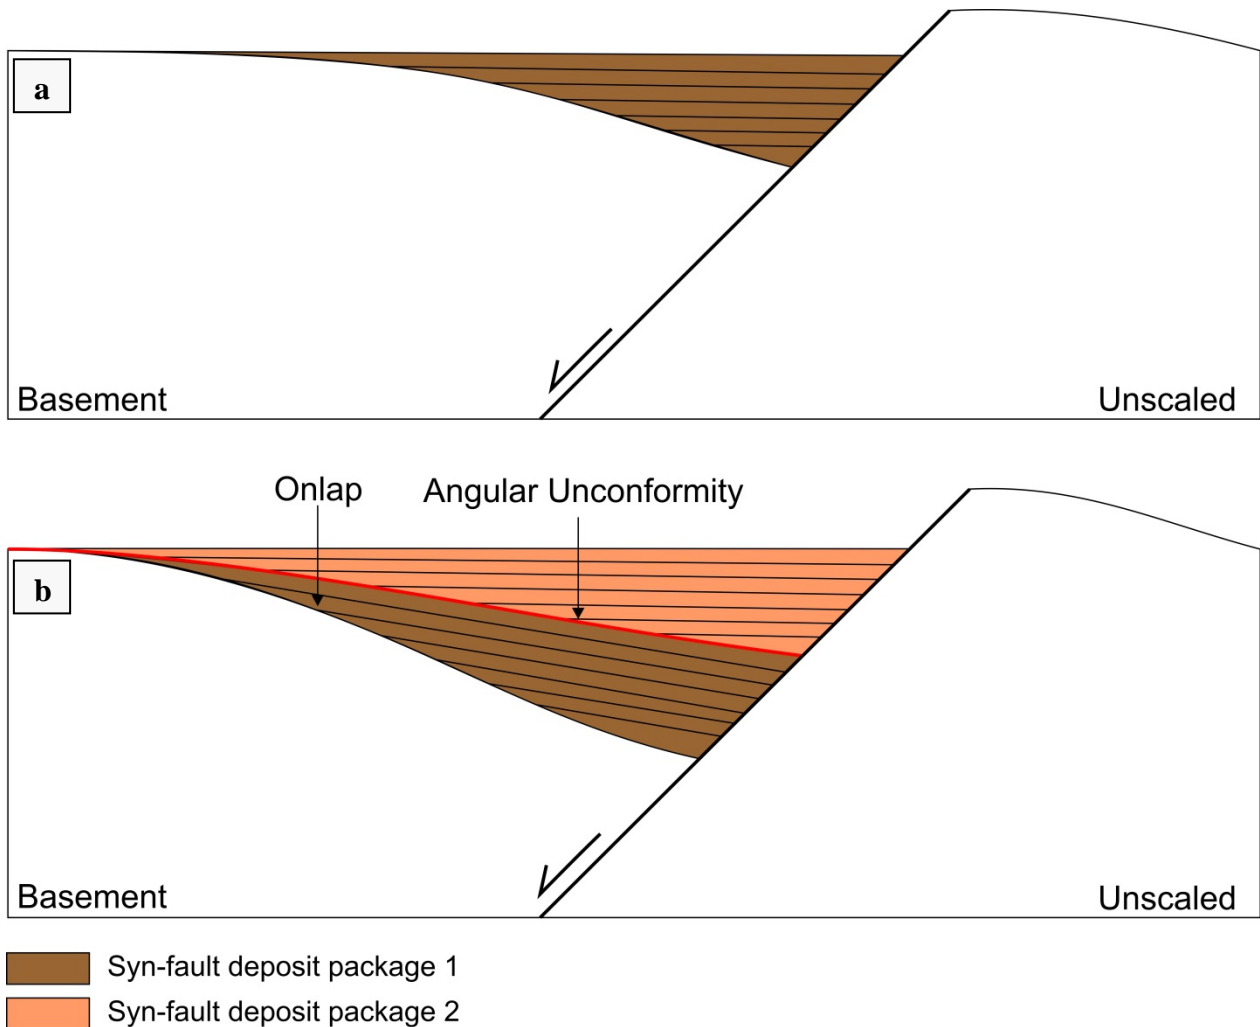 a
Basement
Unscaled
Onlap
Angular Unconformity
b
Basement
Unscaled
Syn-fault deposit package 1
Syn-fault deposit package 2